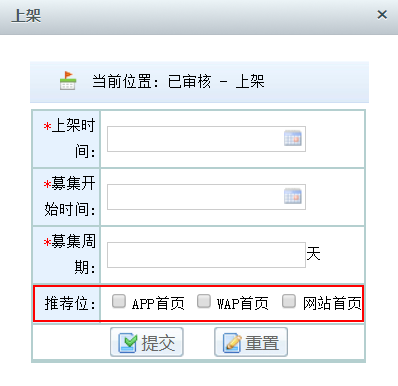 上架 ×
当前位置: 已审核 - 上架
*上架时
间:
*募集开
始时间:
*募集周
期:
天
推荐位: APP首页 WAP首页 网站首页
提交 重置